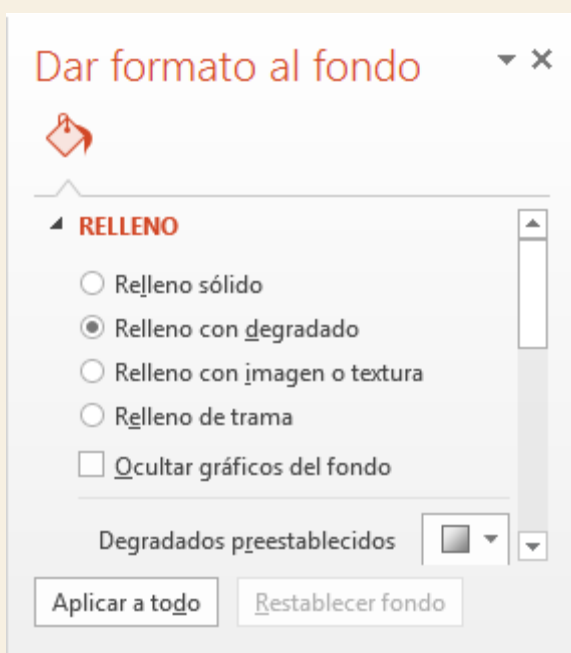 Dar formato al fondo
RELLENO
Relleno sólido
Relleno con degradado
Relleno con imagen o textura
Relleno de trama
Ocultar gráficos del fondo
Degradados preestablecidos
Aplicar a todo Restablecer fondo